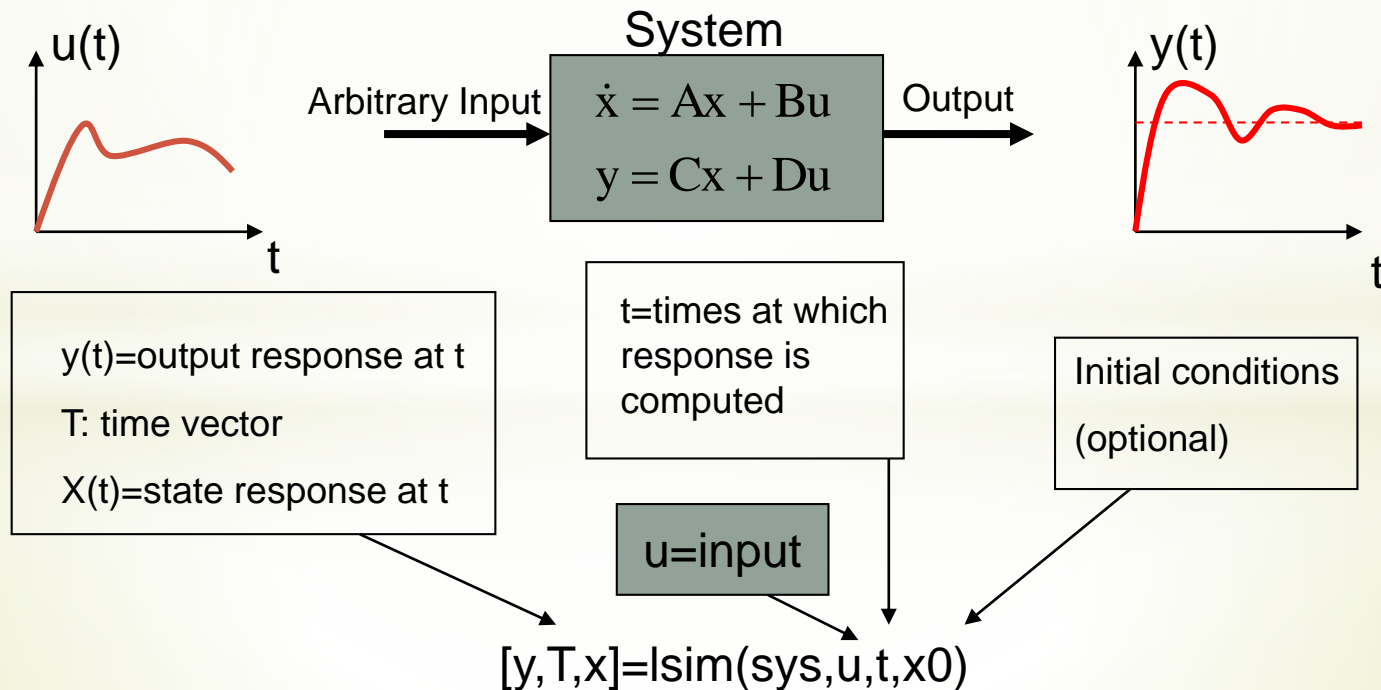 System
u(t)
Arbitrary Input
ẋ = Ax + Bu
y = Cx + Du
Output
y(t)
t
t
y(t)=output response at t
T: time vector
X(t)=state response at t
t=times at which
response is
computed
Initial conditions
(optional)
u=input
[y,T,x]=lsim(sys,u,t,x0)